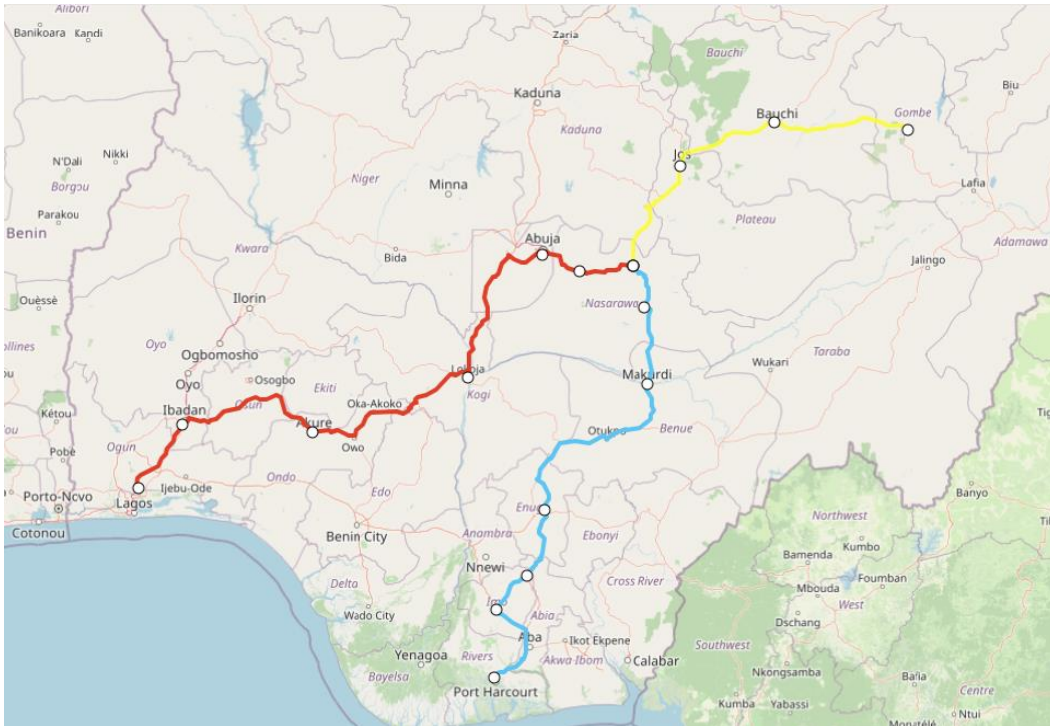 Alibori
Banikoara
Kandi
Zaria
Bauchi
Biu
Kaduna
Bauchi
Gombe
Kaduna
Nikki
N'Dali
Jos
Borgou
Niger
Minna
Lafia
Parakou
Plateau
Benin
Kwara
Abuja
Adamawa
Bida
Jalingo
Ouèssè
Nasarawa
Ilorin
Oyo
Ogbomosho
Taraba
Wukari
Lokoja
Makurdi
Oyo
Osogbo
Ekiti
Kogi
Oka-Akoko
Kétou
Ibadan
Osun
Akure
Otukpo
Benue
Ogun
Owo
Pobè
Ondo
Edo
Ijebu-Ode
Banyo
Porto-Novo
Lagos
Enu
Northwest
Cotonou
Benin City
Anambra
Ebonyi
Kumbo
Bamenda
Nnewi
Foumban
Delta
Cross River
Mbouda
Imo
West
Wado City
Abia
Dschang
Aba
Ikot Ekpene
Southwest
Yenagoa
Rivers
Akwa Ibom
Calabar
Bayelsa
Nkongsamba
Bafia
Port Harcourt
Centre
Kumba
Yabassi
Ntui